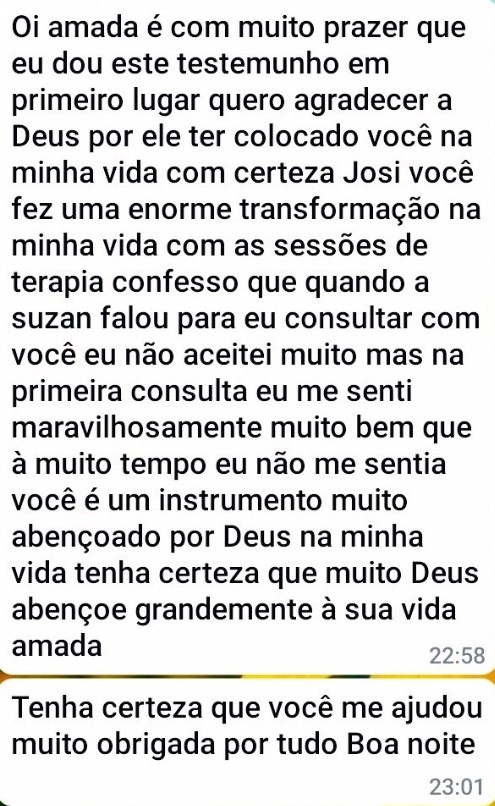 Oi amada é com muito prazer que
eu dou este testemunho em
primeiro lugar quero agradecer a
Deus por ele ter colocado você na
minha vida com certeza Josi você
fez uma enorme transformação na
minha vida com as sessões de
terapia confesso que quando a
suzan falou para eu consultar com
você eu não aceitei muito mas na
primeira consulta eu me senti
maravilhosamente muito bem que
à muito tempo eu não me sentia
você é um instrumento muito
abençoado por Deus na minha
vida tenha certeza que muito Deus
abençoe grandemente à sua vida
amada
22:58
Tenha certeza que você me ajudou
muito obrigada por tudo Boa noite
23:01